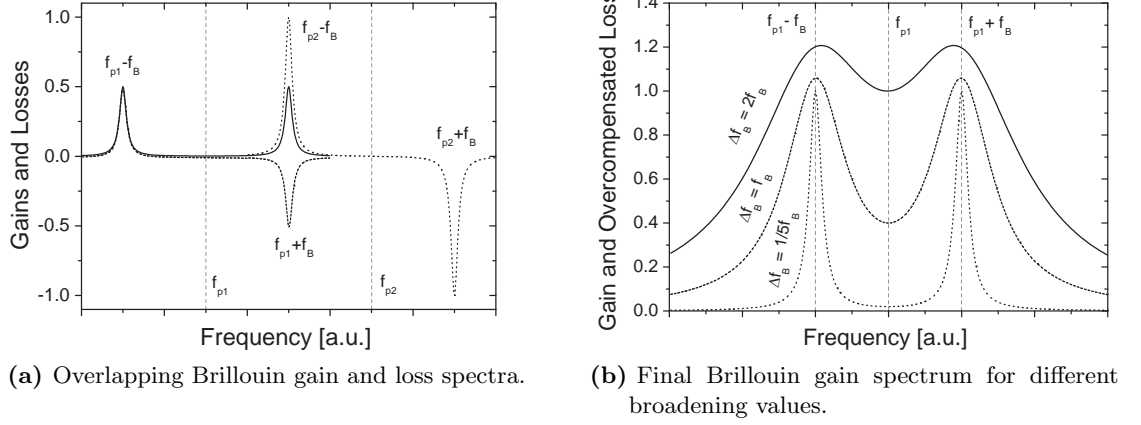 Gains and Losses
1.0
0.5
0.0
-0.5
-1.0
f_p1-f_B
f_p2-f_B
f_p2+f_B
f_p1+f_B
f_p1
f_p2
Frequency [a.u.]
(a) Overlapping Brillouin gain and loss spectra.
Gain and Overcompensated Loss
1.4
1.2
1.0
0.8
0.6
0.4
0.2
0.0
f_p1- f_B
f_p1
f_p1+ f_B
Δf_B = 2f_B
Δf_B = f_B
Δf_B = 1/5f_B
Frequency [a.u.]
(b) Final Brillouin gain spectrum for different
broadening values.